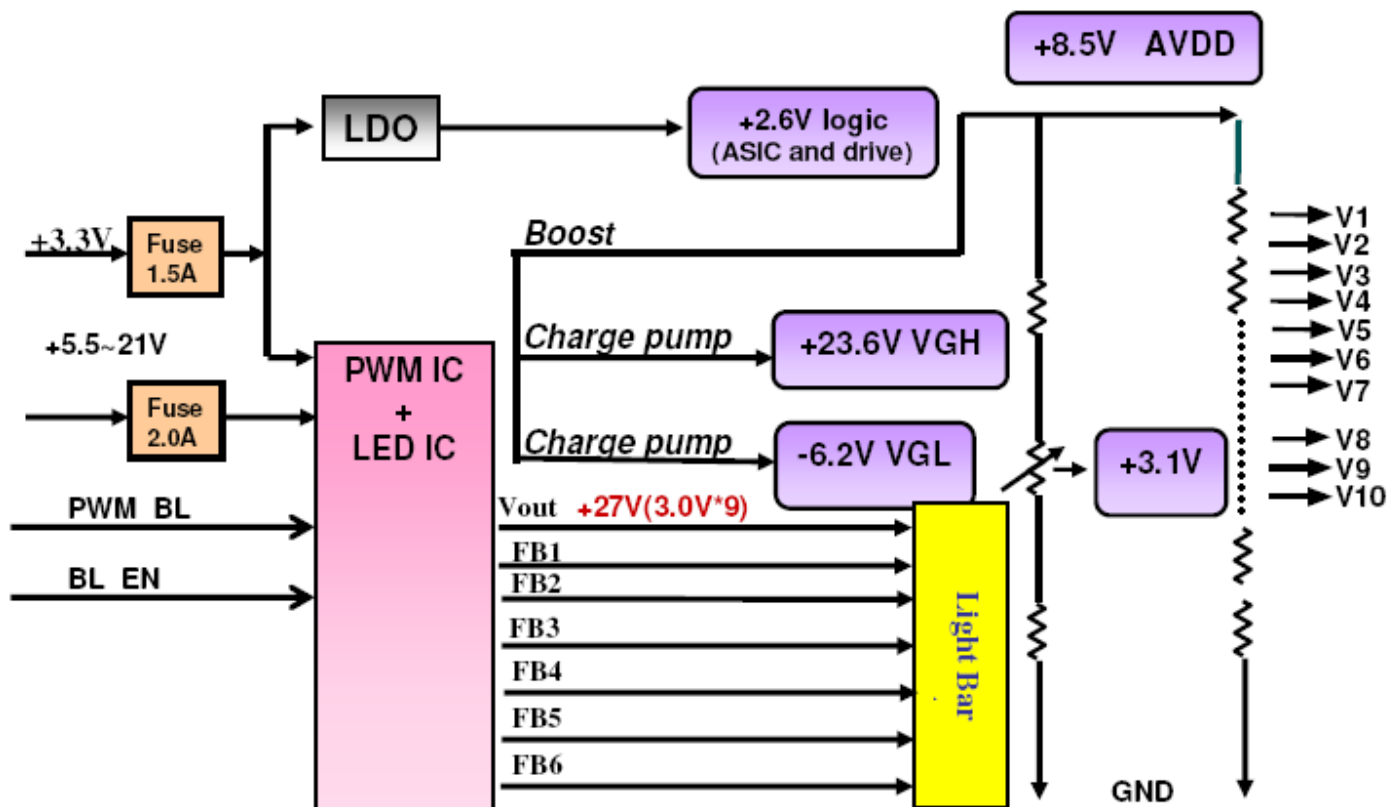 +8.5V AVDD
LDO
+2.6V logic
(ASIC and drive)
+3.3V
Fuse
1.5A
Boost
V1
V2
V3
V4
V5
V6
V7
V8
V9
V10
+5.5~21V
Fuse
2.0A
PWM IC
+
LED IC
Charge pump
+23.6V VGH
Charge pump
-6.2V VGL
+3.1V
PWM BL
BL EN
Vout +27V(3.0V*9)
FB1
FB2
FB3
FB4
FB5
FB6
Light Bar
GND